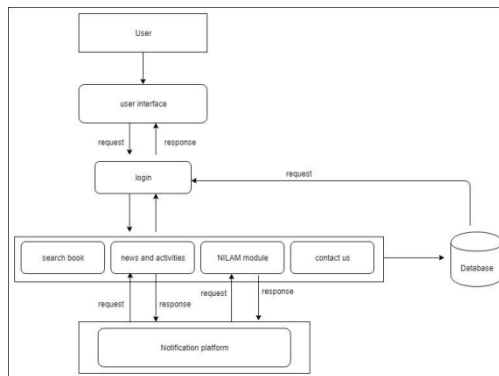 User
user interface
request
response
login
request
search book
news and activities
NILAM module
contact us
Database
request
response
request
response
Notification platform